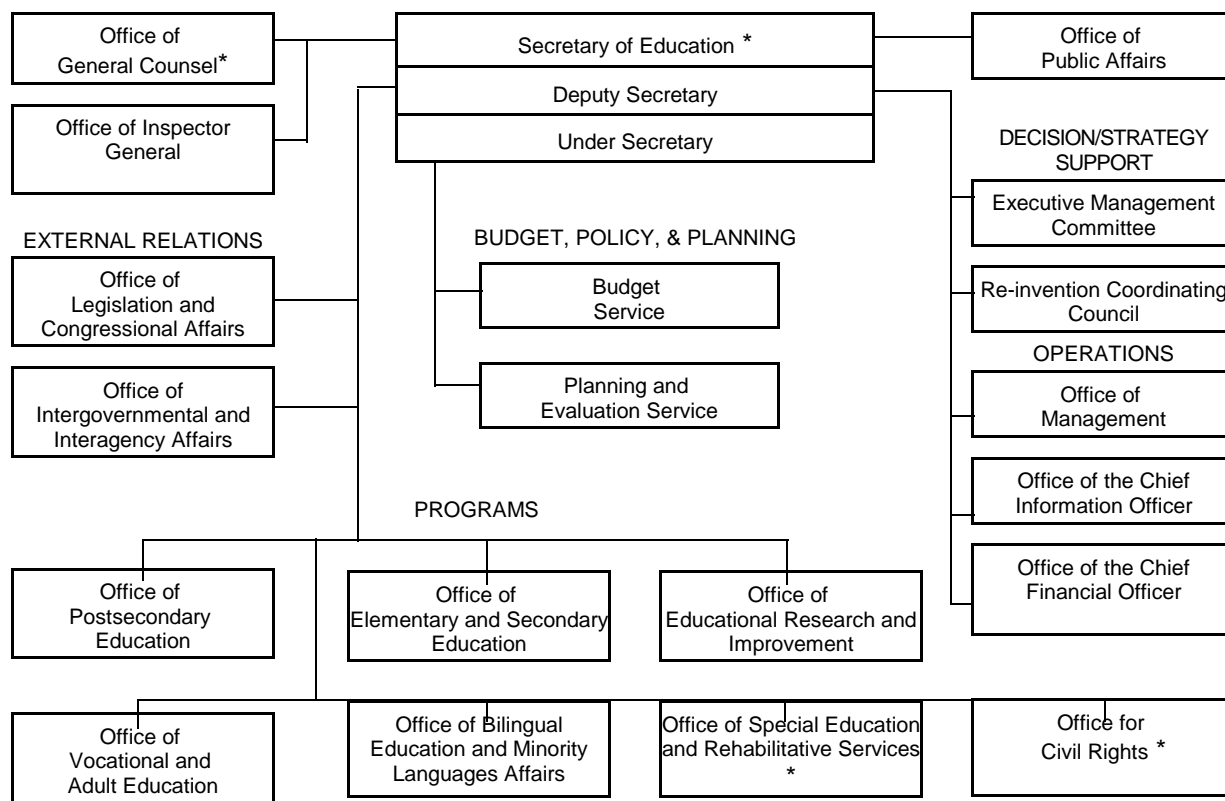 Office of
General Counsel*
Secretary of Education *
Office of
Public Affairs
Deputy Secretary
Office of Inspector
General
Under Secretary
DECISION/STRATEGY
SUPPORT
Executive Management
Committee
EXTERNAL RELATIONS
BUDGET, POLICY, & PLANNING
Office of
Legislation and
Congressional Affairs
Budget
Service
Re-invention Coordinating
Council
OPERATIONS
Office of
Intergovernmental and
Interagency Affairs
Planning and
Evaluation Service
Office of
Management
Office of the Chief
Information Officer
PROGRAMS
Office of the Chief
Financial Officer
Office of
Postsecondary
Education
Office of
Elementary and Secondary
Education
Office of
Educational Research and
Improvement
Office of
Vocational and
Adult Education
Office of Bilingual
Education and Minority
Languages Affairs
Office of Special Education
and Rehabilitative Services
*
Office for
Civil Rights *